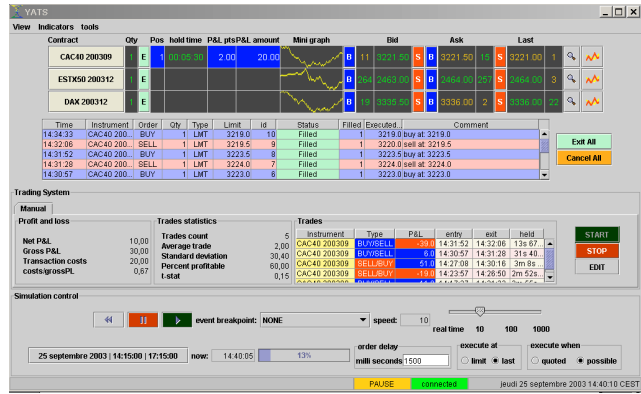 YATS
View Indicators tools
Contract Qty Pos hold time P&L pts P&L amount Mini graph Bid Ask Last
CAC40 200309 1 E 1 00:05:30 2.00 20.00 B 11 3221.50 S B 3221.50 15 S 3221.00 1
ESTX50 200312 1 E B 264 2463.00 S B 2464.00 257 S 2464.00 3
DAX 200312 1 E B 19 3335.50 S B 3336.00 2 S 3336.00 22
Time Instrument Order Qty Type Limit id Status Filled Executed... Comment
14:34:33 CAC40 200... BUY 1 LMT 3219.0 10 Filled 1 3219.0 buy at: 3219.0
14:32:06 CAC40 200... SELL 1 LMT 3219.5 9 Filled 1 3220.0 sell at: 3219.5
14:31:52 CAC40 200... BUY 1 LMT 3223.5 8 Filled 1 3223.5 buy at: 3223.5
14:31:28 CAC40 200... SELL 1 LMT 3224.0 7 Filled 1 3224.0 sell at: 3224.0
14:30:57 CAC40 200... BUY 1 LMT 3223.0 6 Filled 1 3223.0 buy at: 3223.0
Exit All
Cancel All
Trading System
Manual
Profit and loss
Net P&L 10,00
Gross P&L 30,00
Transaction costs 20,00
costs/grossPL 0,67
Trades statistics
Trades count 5
Average trade 2,00
Standard deviation 30,40
Percent profitable 60,00
t-stat 0,15
Trades
Instrument Type P&L entry exit held
CAC40 200309 BUY/SELL -39.0 14:31:52 14:32:06 13s 67...
CAC40 200309 BUY/SELL 6.0 14:30:57 14:31:28 31s 40...
CAC40 200309 SELL/BUY 51.0 14:27:08 14:30:16 3m 8s ...
CAC40 200309 SELL/BUY -19.0 14:23:57 14:26:50 2m 52s...
START
STOP
EDIT
Simulation control
event breakpoint: NONE speed: 10
real time 10 100 1000
25 septembre 2003 | 14:15:00 | 17:15:00 now: 14:40:05 13%
order delay
milli seconds 1500
execute at
limit last
execute when
quoted possible
PAUSE connected jeudi 25 septembre 2003 14:40:10 CEST